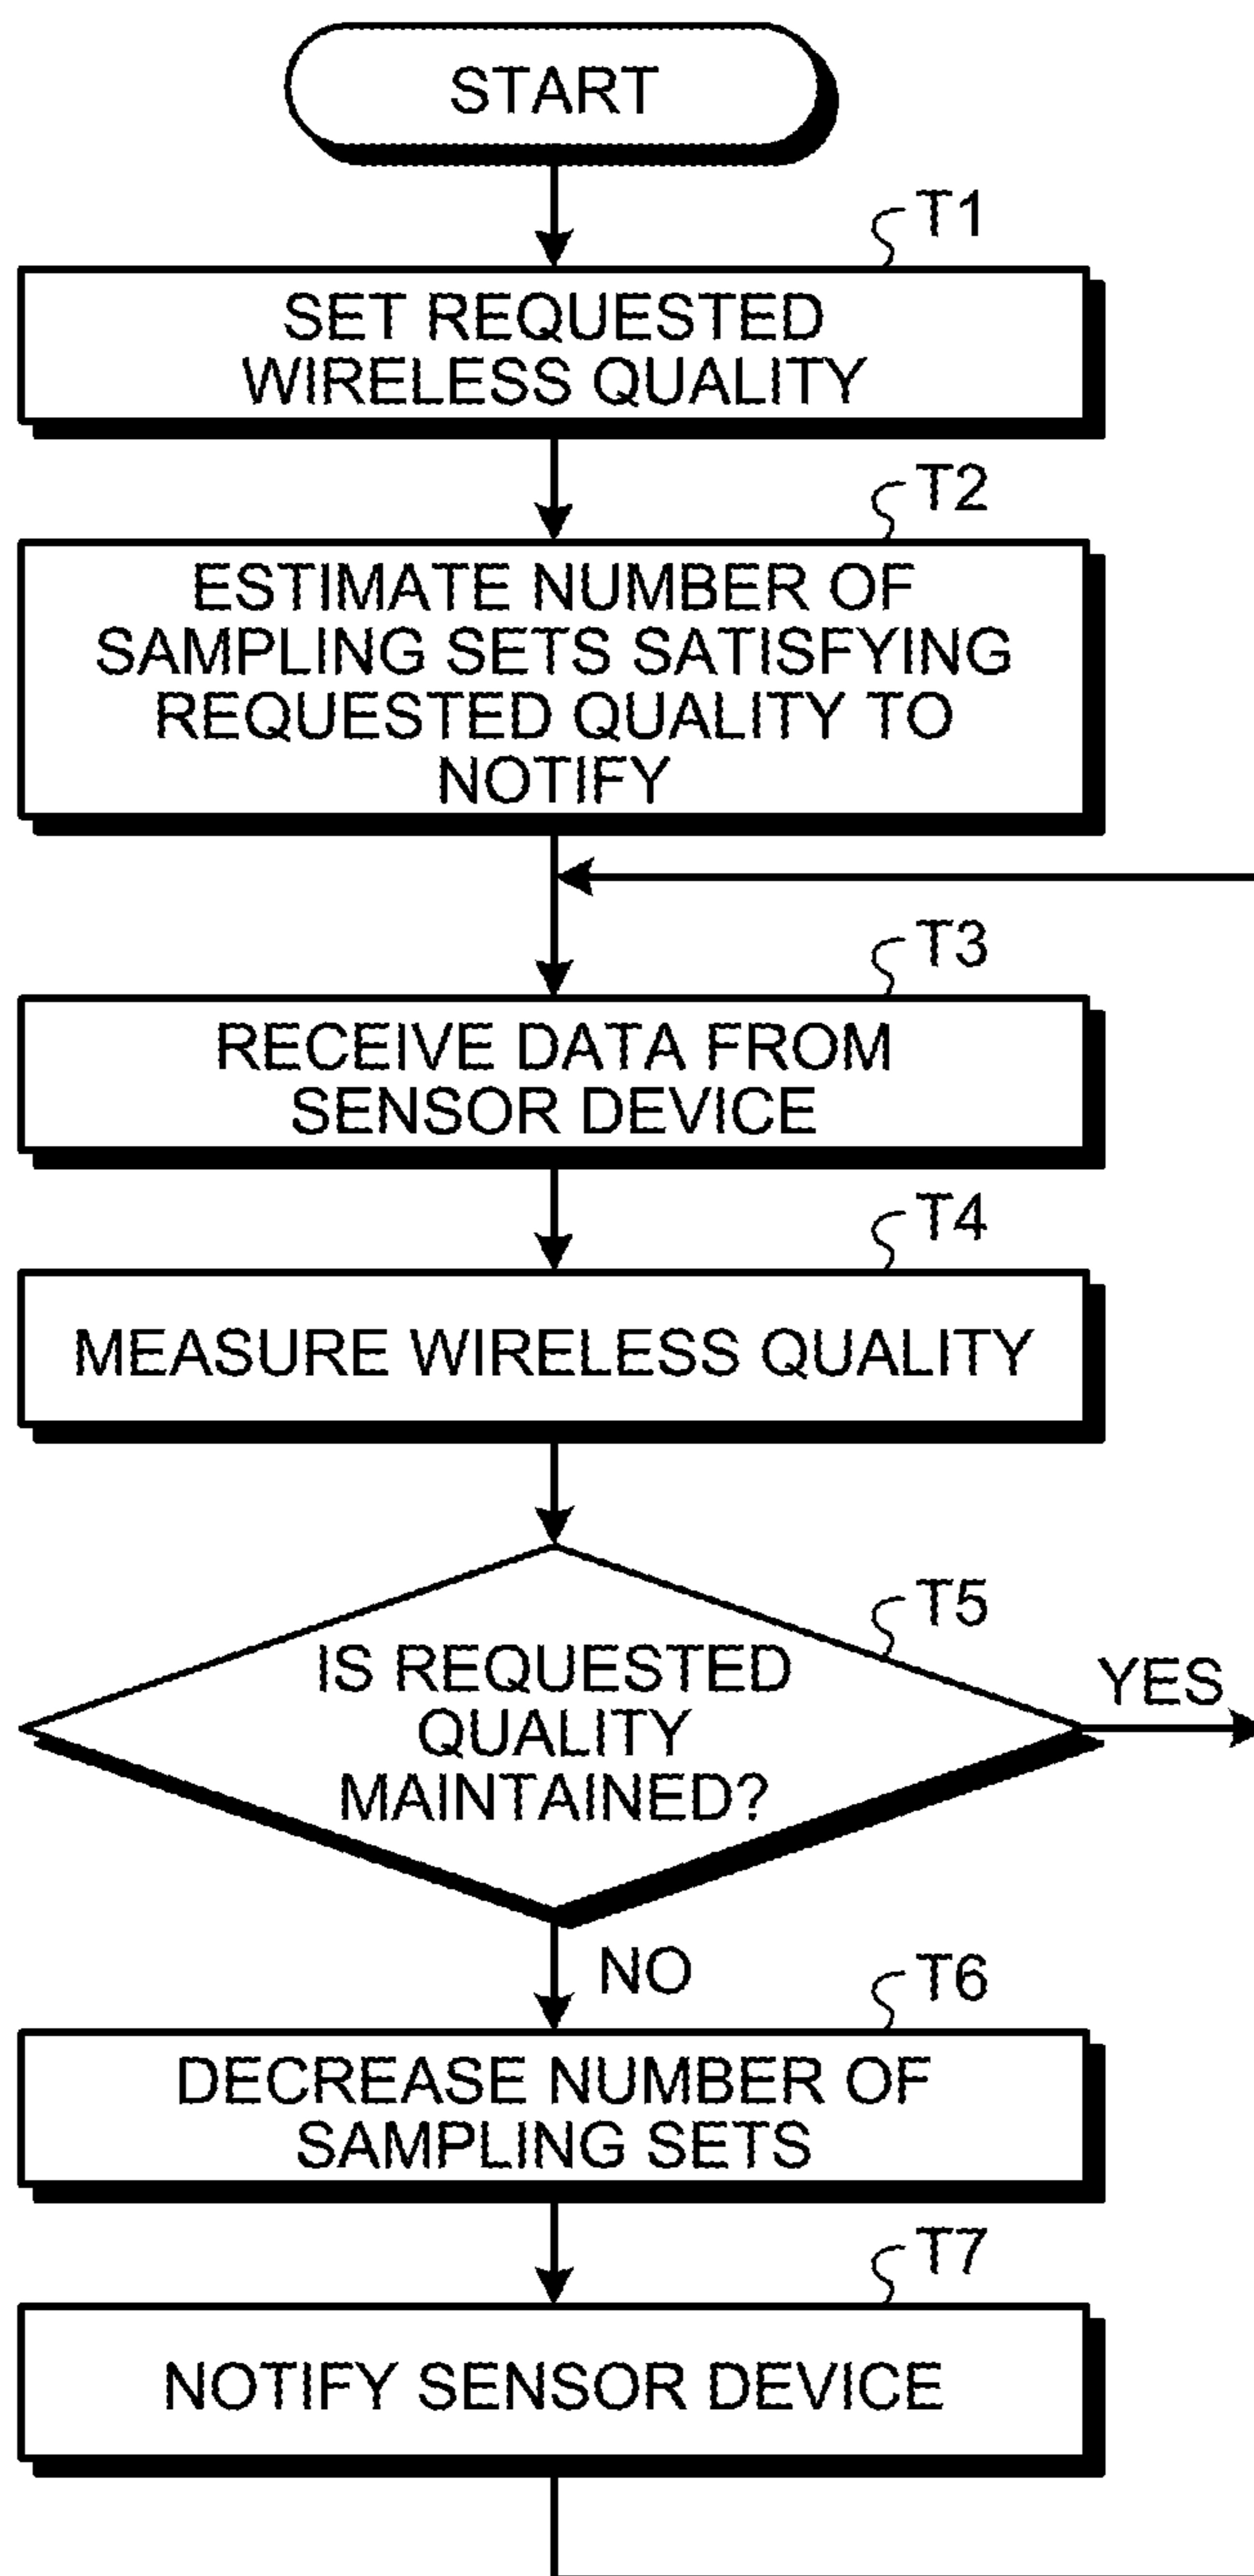 START
T1
SET REQUESTED
WIRELESS QUALITY
T2
ESTIMATE NUMBER OF
SAMPLING SETS SATISFYING
REQUESTED QUALITY TO
NOTIFY
T3
RECEIVE DATA FROM
SENSOR DEVICE
T4
MEASURE WIRELESS QUALITY
T5
IS REQUESTED
QUALITY
MAINTAINED?
YES
NO
T6
DECREASE NUMBER OF
SAMPLING SETS
T7
NOTIFY SENSOR DEVICE